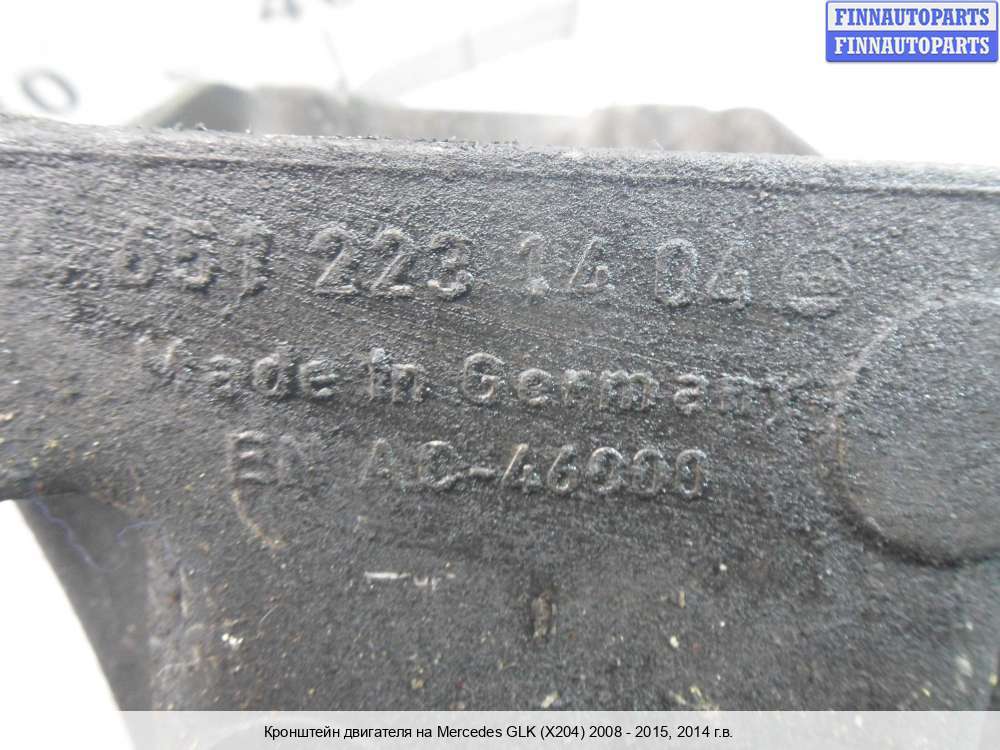 FINNAUTOPARTS
FINNAUTOPARTS
651 223 14 04
Made in Germany
EN AC-46000
Кронштейн двигателя на Mercedes GLK (X204) 2008 - 2015, 2014 г.в.